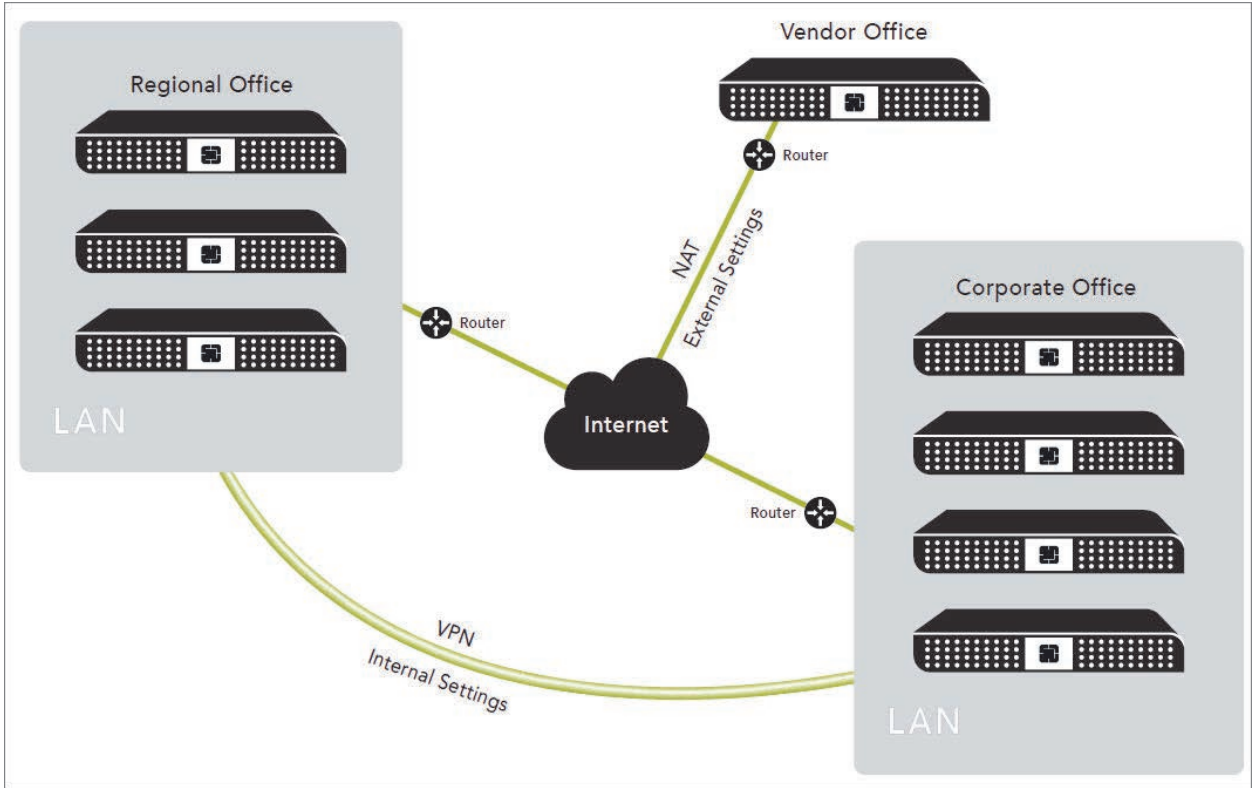 Vendor Office
Regional Office
Router
NAT
External Settings
Corporate Office
Router
LAN
Internet
Router
VPN
Internal Settings
LAN